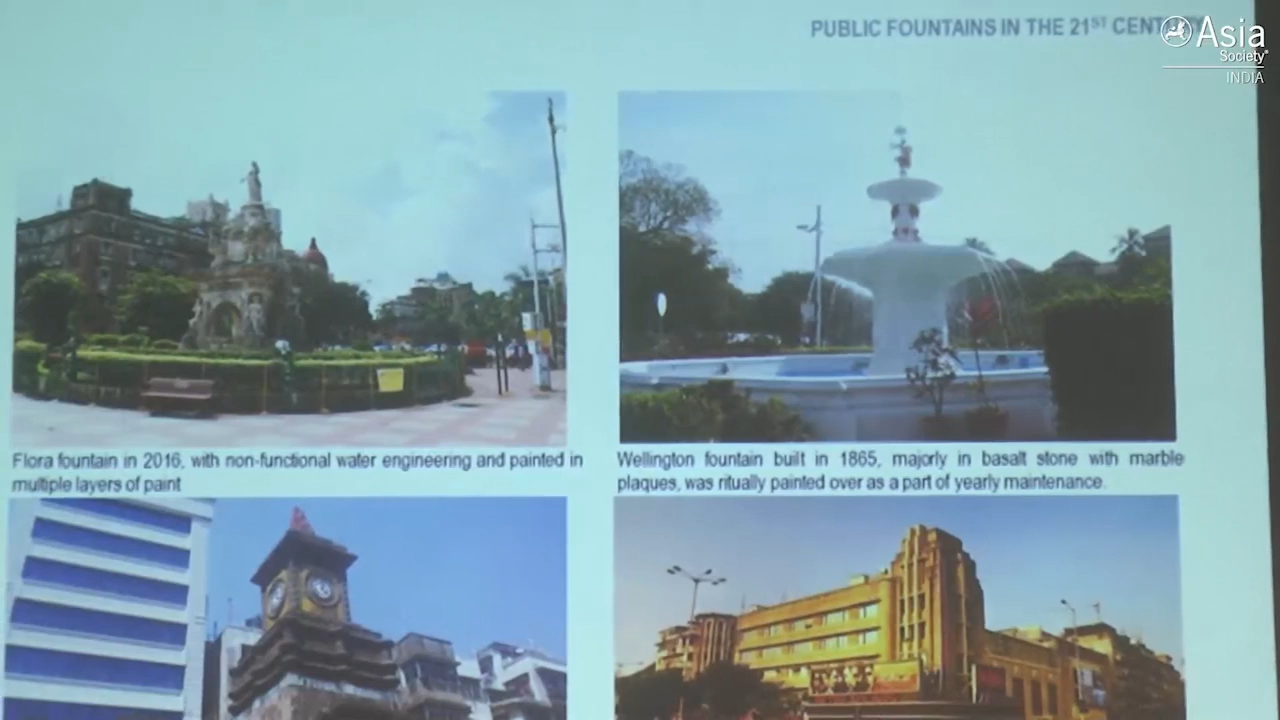 PUBLIC FOUNTAINS IN THE 21ST CENT
Asia
Society
INDIA
Flora fountain in 2016, with non-functional water engineering and painted in
multiple layers of paint
Wellington fountain built in 1865, majorly in basalt stone with marble
plaques, was ritually painted over as a part of yearly maintenance.